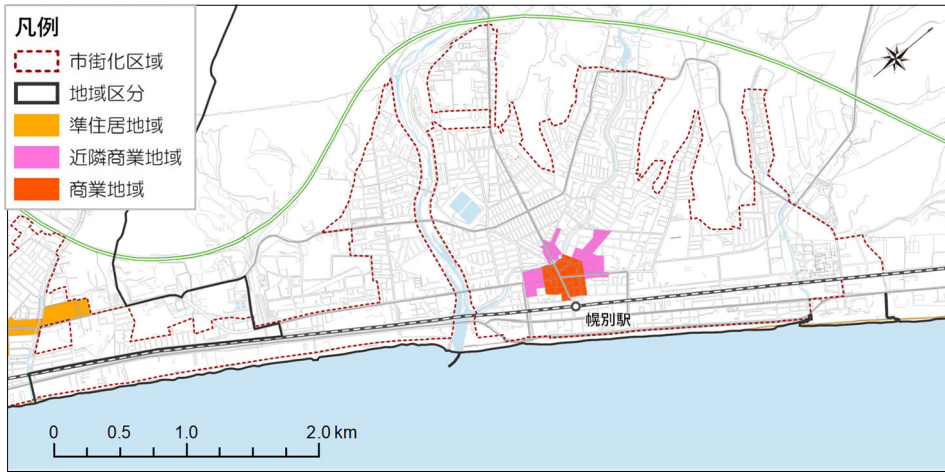 凡例
市街化区域
地域区分
準住居地域
近隣商業地域
商業地域
幌別駅
0 0.5 1.0 2.0 km